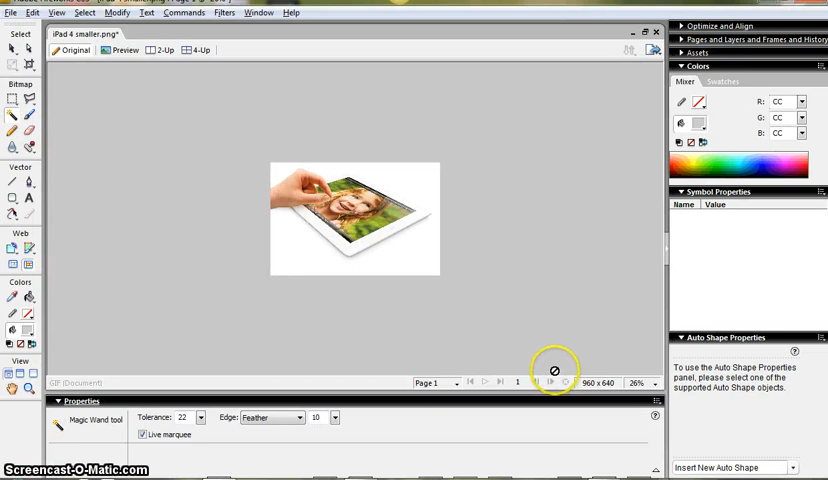 File Edit View Select Modify Text Commands Filters Window Help
iPad 4 smaller.png*
Original Preview 2-Up 4-Up
Select
Bitmap
Vector
Web
Colors
View
GIF (Document)
Page 1
1
960 x 640
26%
Properties
Magic Wand tool
Tolerance: 22
Edge: Feather 10
Live marquee
Optimize and Align
Pages and Layers and Frames and History
Assets
Colors
Mixer Swatches
R: CC
G: CC
B: CC
Symbol Properties
Name Value
Auto Shape Properties
To use the Auto Shape Properties
panel, please select one of the
supported Auto Shape objects.
Insert New Auto Shape
Screencast-O-Matic.com